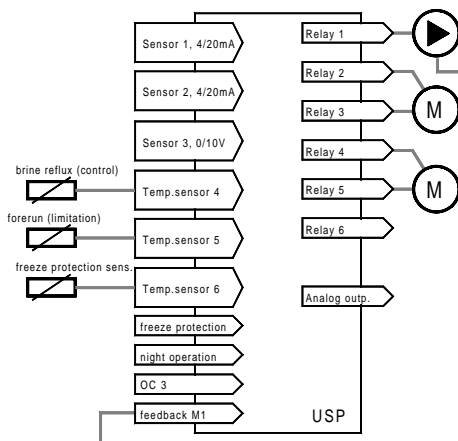 Sensor 1, 4/20mA
Sensor 2, 4/20mA
Sensor 3, 0/10V
brine reflux (control)
Temp.sensor 4
forerun (limitation)
Temp.sensor 5
freeze protection sens.
Temp.sensor 6
freeze protection
night operation
OC 3
feedback M1
Relay 1
Relay 2
Relay 3
M
Relay 4
Relay 5
M
Relay 6
Analog outp.
USP